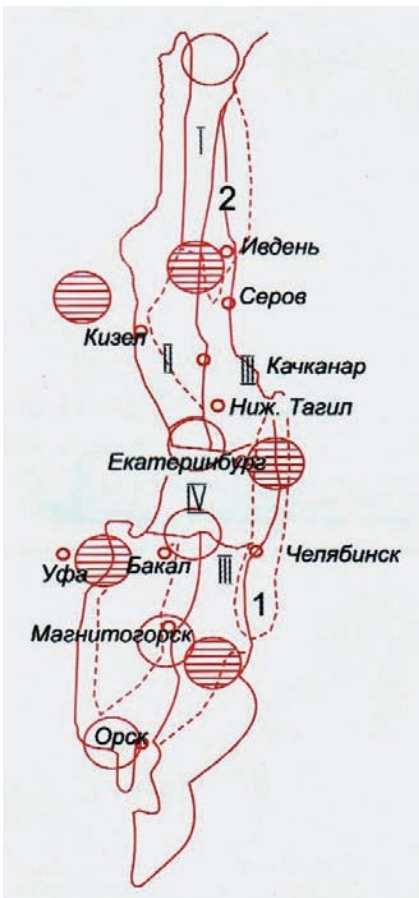 I
2
Ивдень
Серов
Кизел
II
III
Качканар
Ниж. Тагил
Екатеринбург
IV
Челябинск
Уфа
Бакал
III
1
Магнитогорск
Орск